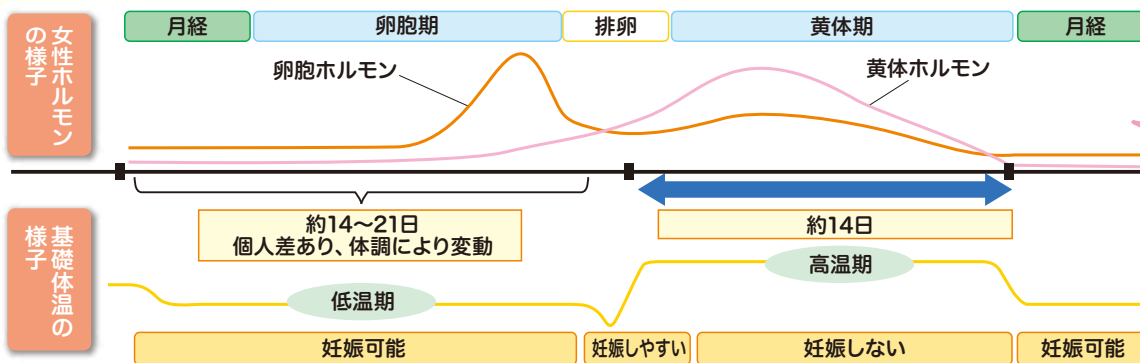 女性ホルモン
の様子
月経
卵胞期
排卵
黄体期
月経
卵胞ホルモン
黄体ホルモン
約14〜21日
個人差あり、体調により変動
約14日
基礎体温の
様子
低温期
高温期
妊娠可能
妊娠しやすい
妊娠しない
妊娠可能